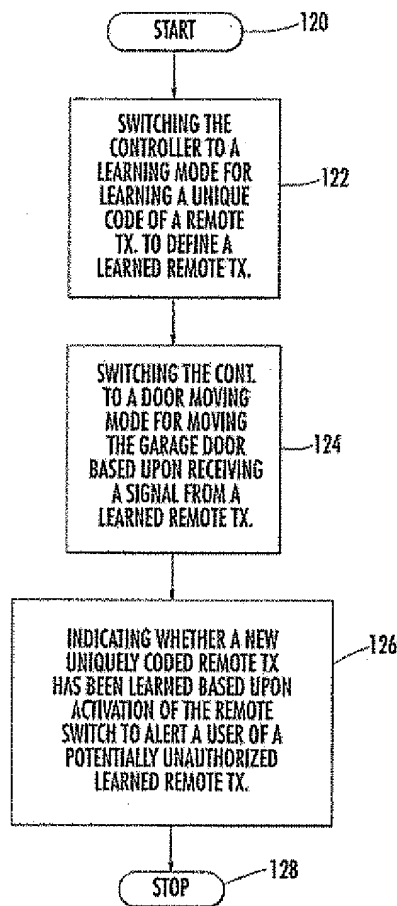 START
120
SWITCHING THE
CONTROLLER TO A
LEARNING MODE FOR
LEARNING A UNIQUE
CODE OF A REMOTE
TX. TO DEFINE A
LEARNED REMOTE TX.
122
SWITCHING THE CONT.
TO A DOOR MOVING
MODE FOR MOVING
THE GARAGE DOOR
BASED UPON RECEIVING
A SIGNAL FROM A
LEARNED REMOTE TX.
124
INDICATING WHETHER A NEW
UNIQUELY CODED REMOTE TX
HAS BEEN LEARNED BASED UPON
ACTIVATION OF THE REMOTE
SWITCH TO ALERT A USER OF A
POTENTIALLY UNAUTHORIZED
LEARNED REMOTE TX.
126
STOP
128